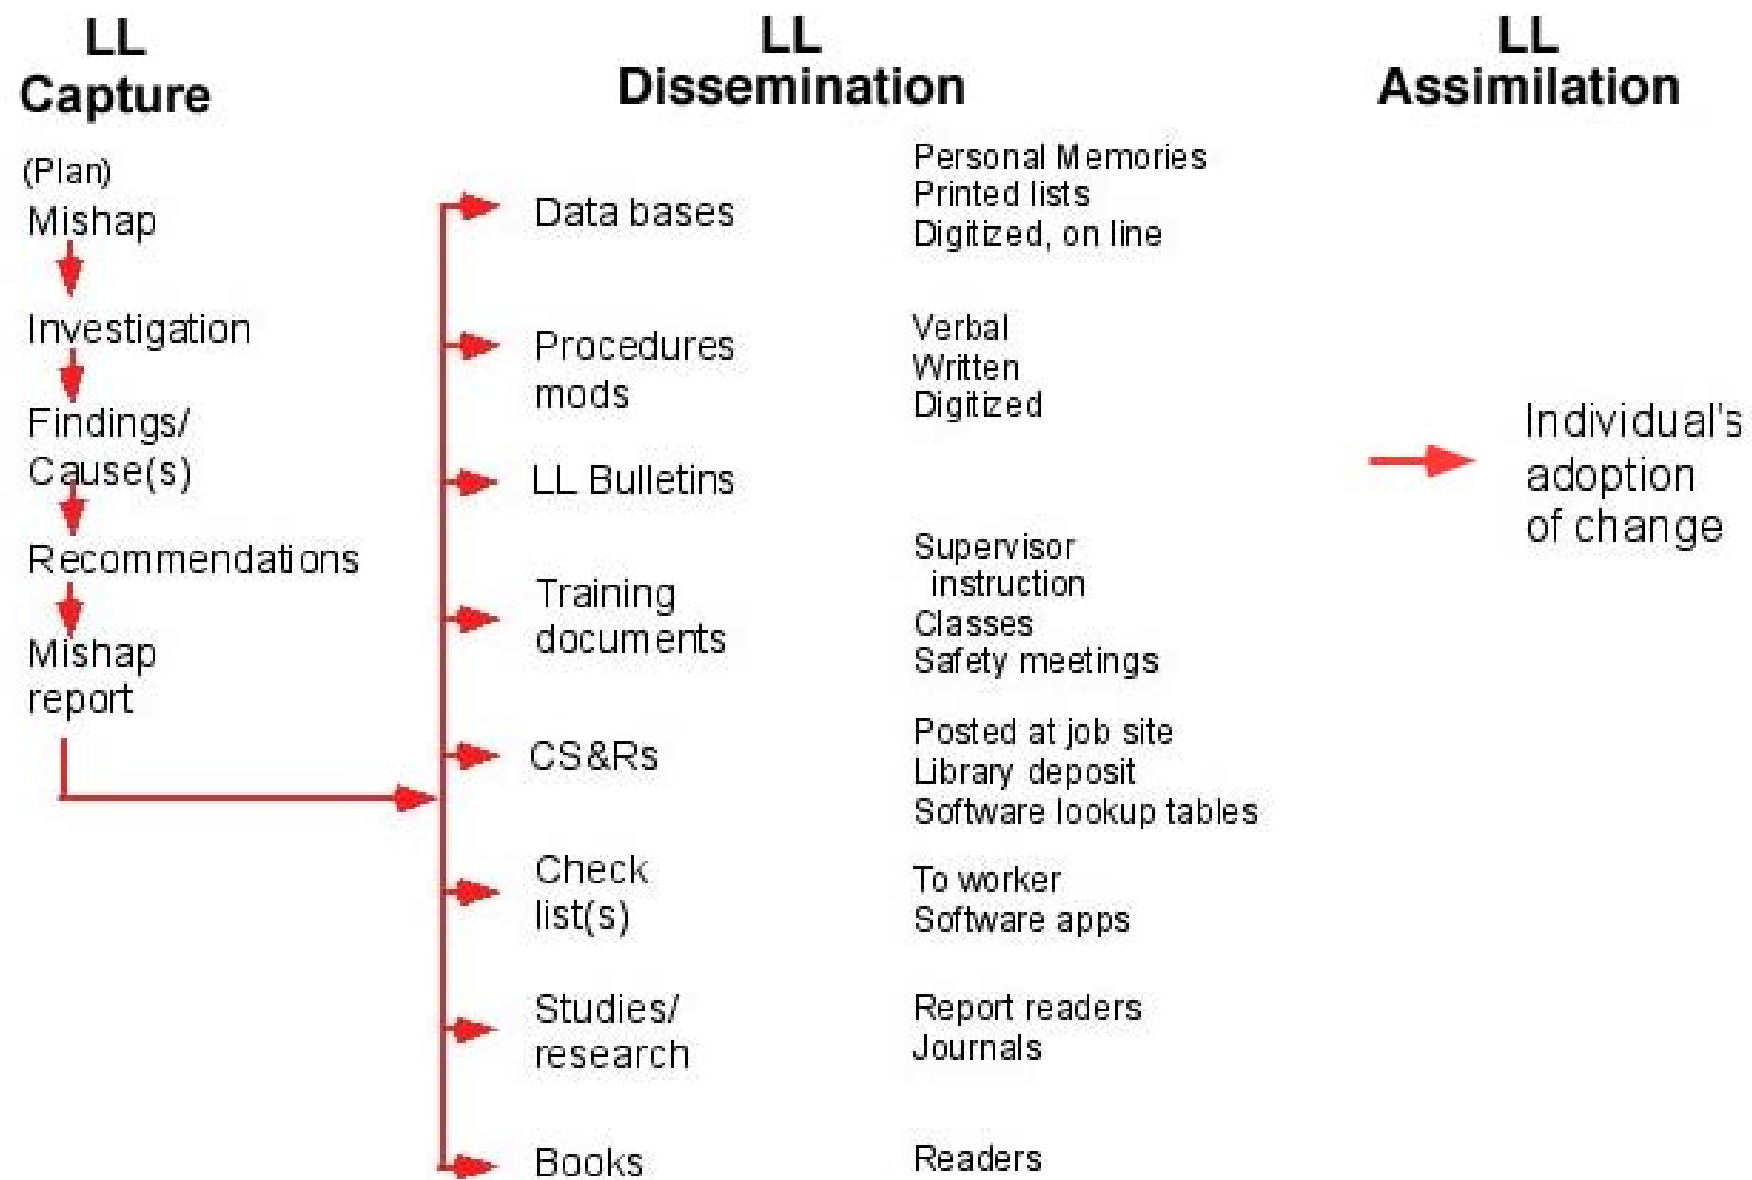 LL
Capture
(Plan)
Mishap
Investigation
Findings/
Cause(s)
Recommendations
Mishap
report
LL
Dissemination
Data bases
Personal Memories
Printed lists
Digitized, on line
Procedures
mods
Verbal
Written
Digitized
LL Bulletins
Training
documents
Supervisor
instruction
Classes
Safety meetings
CS&Rs
Posted at job site
Library deposit
Software lookup tables
Check
list(s)
To worker
Software apps
Studies/
research
Report readers
Journals
Books
Readers
LL
Assimilation
Individual's
adoption
of change